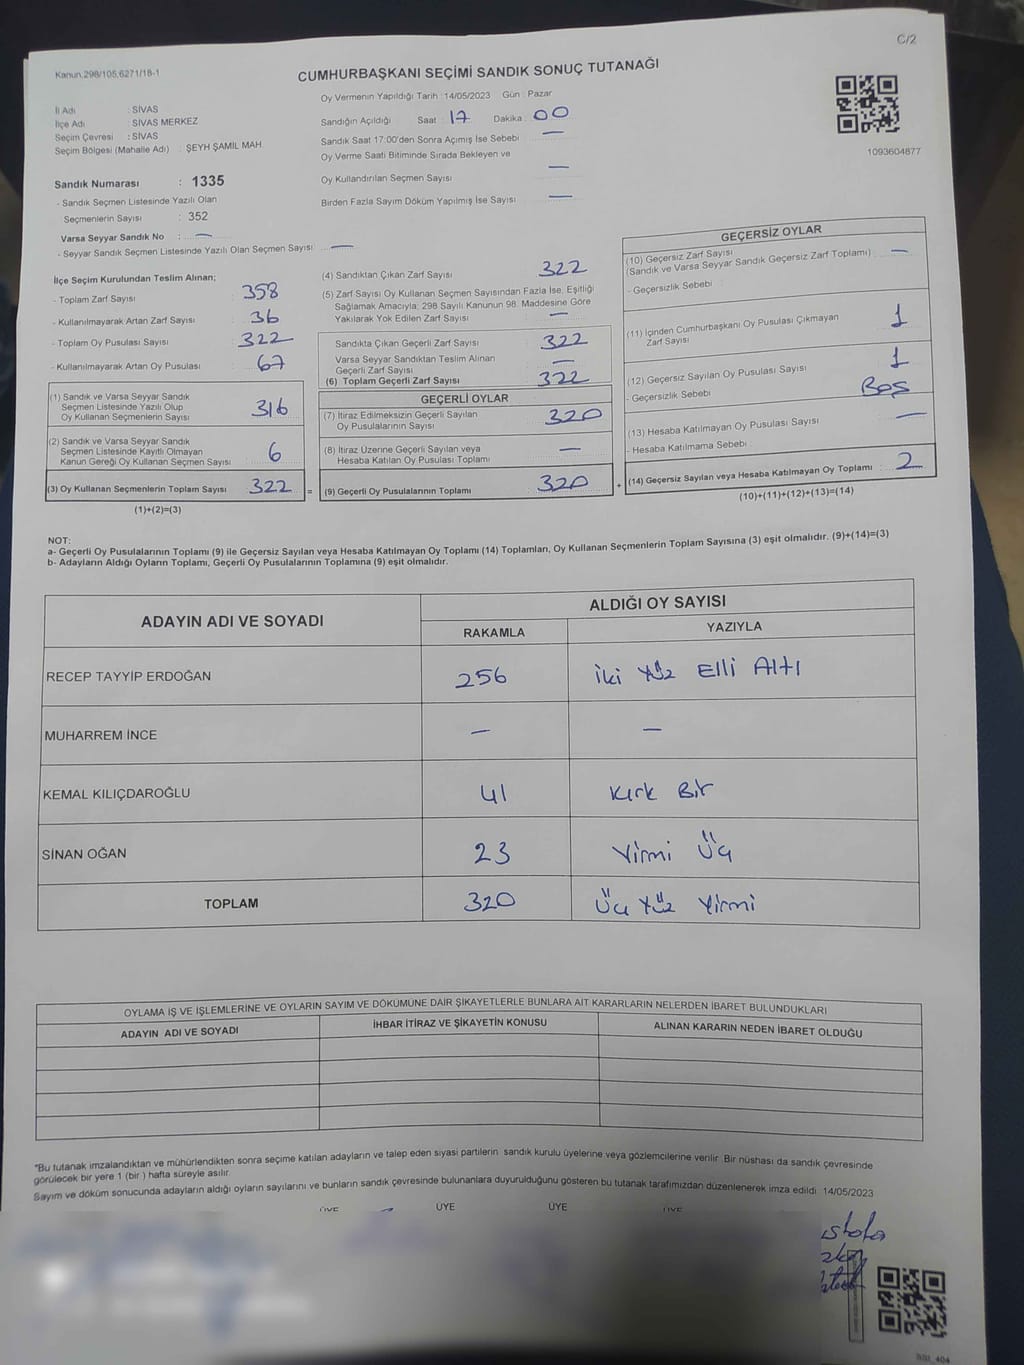 C/2
Kanun.298/105.6271/18-1
CUMHURBAŞKANI SEÇİMİ SANDIK SONUÇ TUTANAĞI
İl Adı : SİVAS
İlçe Adı : SİVAS MERKEZ
Seçim Çevresi : SİVAS
Seçim Bölgesi (Mahalle Adı) : ŞEYH ŞAMİL MAH.
Sandık Numarası : 1335
- Sandık Seçmen Listesinde Yazılı Olan
Seçmenlerin Sayısı : 352
Varsa Seyyar Sandık No : —
- Seyyar Sandık Seçmen Listesinde Yazılı Olan Seçmen Sayısı : —
Oy Vermenin Yapıldığı Tarih : 14/05/2023 Gün : Pazar
Sandığın Açıldığı Saat : 17 Dakika : 00
Sandık Saat 17:00'den Sonra Açılmış İse Sebebi —
Oy Verme Saati Bitiminde Sırada Bekleyen ve
Oy Kullandırılan Seçmen Sayısı —
Birden Fazla Sayım Döküm Yapılmış İse Sayısı —
1093604877
İlçe Seçim Kurulundan Teslim Alınan;
- Toplam Zarf Sayısı : 358
- Kullanılmayarak Artan Zarf Sayısı : 36
- Toplam Oy Pusulası Sayısı : 322
- Kullanılmayarak Artan Oy Pusulası : 67
(1) Sandık ve Varsa Seyyar Sandık
Seçmen Listesinde Yazılı Olup
Oy Kullanan Seçmenlerin Sayısı 316
(2) Sandık ve Varsa Seyyar Sandık
Seçmen Listesinde Kayıtlı Olmayan
Kanun Gereği Oy Kullanan Seçmen Sayısı 6
(3) Oy Kullanan Seçmenlerin Toplam Sayısı 322 =
(1)+(2)=(3)
(4) Sandıktan Çıkan Zarf Sayısı 322
(5) Zarf Sayısı Oy Kullanan Seçmen Sayısından Fazla İse, Eşitliği
Sağlamak Amacıyla; 298 Sayılı Kanunun 98. Maddesine Göre
Yakılarak Yok Edilen Zarf Sayısı —
Sandıkta Çıkan Geçerli Zarf Sayısı 322
Varsa Seyyar Sandıktan Teslim Alınan
Geçerli Zarf Sayısı —
(6) Toplam Geçerli Zarf Sayısı 322
GEÇERLİ OYLAR
(7) İtiraz Edilmeksizin Geçerli Sayılan
Oy Pusulalarının Sayısı 320
(8) İtiraz Üzerine Geçerli Sayılan veya
Hesaba Katılan Oy Pusulası Toplamı —
(9) Geçerli Oy Pusulalarının Toplamı 320 +
GEÇERSİZ OYLAR
(10) Geçersiz Zarf Sayısı
(Sandık ve Varsa Seyyar Sandık Geçersiz Zarf Toplamı) —
- Geçersizlik Sebebi :
(11) İçinden Cumhurbaşkanı Oy Pusulası Çıkmayan
Zarf Sayısı 1
(12) Geçersiz Sayılan Oy Pusulası Sayısı 1
- Geçersizlik Sebebi Boş
(13) Hesaba Katılmayan Oy Pusulası Sayısı —
- Hesaba Katılmama Sebebi :
(14) Geçersiz Sayılan veya Hesaba Katılmayan Oy Toplamı : 2
(10)+(11)+(12)+(13)=(14)
NOT:
a- Geçerli Oy Pusulalarının Toplamı (9) ile Geçersiz Sayılan veya Hesaba Katılmayan Oy Toplamı (14) Toplamları, Oy Kullanan Seçmenlerin Toplam Sayısına (3) eşit olmalıdır. (9)+(14)=(3)
b- Adayların Aldığı Oyların Toplamı, Geçerli Oy Pusulalarının Toplamına (9) eşit olmalıdır.
ADAYIN ADI VE SOYADI ALDIĞI OY SAYISI
RAKAMLA YAZIYLA
RECEP TAYYİP ERDOĞAN 256 İki Yüz Elli Altı
MUHARREM İNCE — —
KEMAL KILIÇDAROĞLU 41 Kırk Bir
SİNAN OĞAN 23 Yirmi Üç
TOPLAM 320 Üç Yüz Yirmi
OYLAMA İŞ VE İŞLEMLERİNE VE OYLARIN SAYIM VE DÖKÜMÜNE DAİR ŞİKAYETLERLE BUNLARA AİT KARARLARIN NELERDEN İBARET BULUNDUKLARI
ADAYIN ADI VE SOYADI İHBAR İTİRAZ VE ŞİKAYETİN KONUSU ALINAN KARARIN NEDEN İBARET OLDUĞU
"Bu tutanak imzalandıktan ve mühürlendikten sonra seçime katılan adayların ve talep eden siyasi partilerin sandık kurulu üyelerine veya gözlemcilerine verilir. Bir nüshası da sandık çevresinde
görülecek bir yere 1 (bir ) hafta süreyle asılır.
Sayım ve döküm sonucunda adayların aldığı oyların sayılarını ve bunların sandık çevresinde bulunanlara duyurulduğunu gösteren bu tutanak tarafımızdan düzenlenerek imza edildi. 14/05/2023
ÜYE ÜYE ÜYE ÜYE